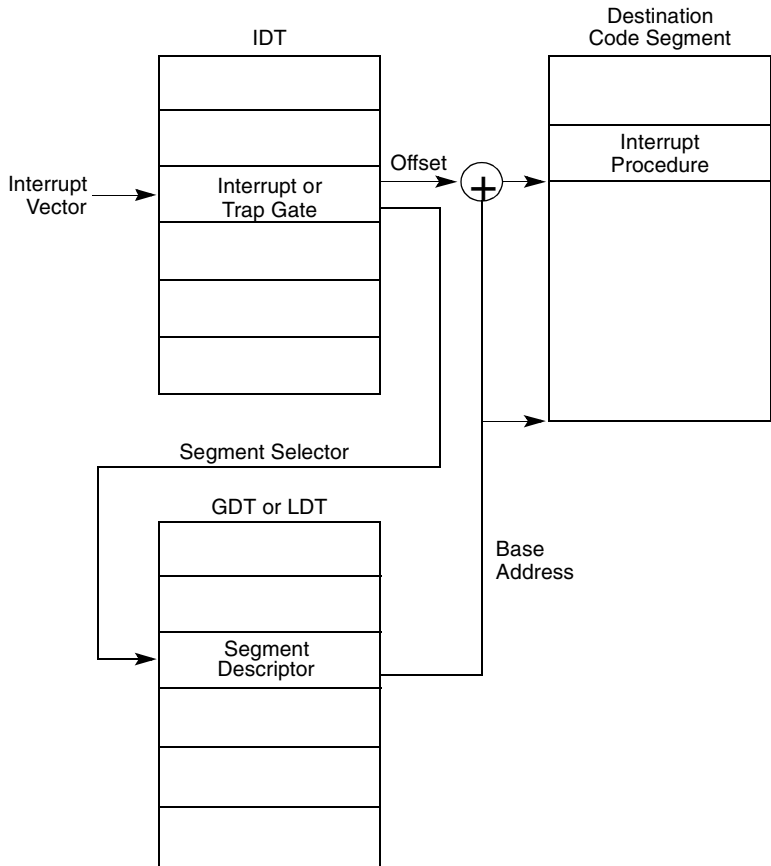 IDT
Destination
Code Segment
Interrupt
Vector
Interrupt or
Trap Gate
Offset
+
Interrupt
Procedure
Segment Selector
GDT or LDT
Segment
Descriptor
Base
Address